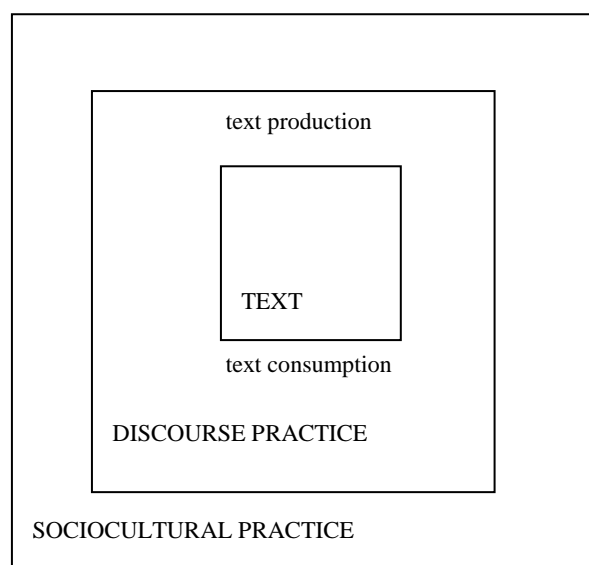 text production
TEXT
text consumption
DISCOURSE PRACTICE
SOCIOCULTURAL PRACTICE